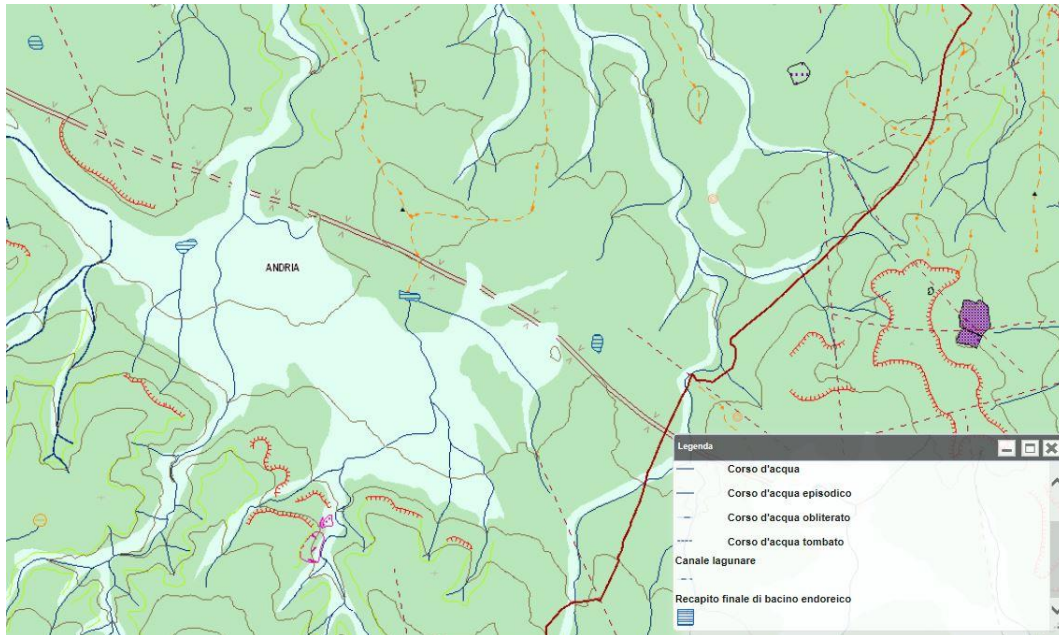 ANDRIA
Legenda
Corso d'acqua
Corso d'acqua episodico
Corso d'acqua obliterato
Corso d'acqua tombato
Canale lagunare
Recapito finale di bacino endoreico